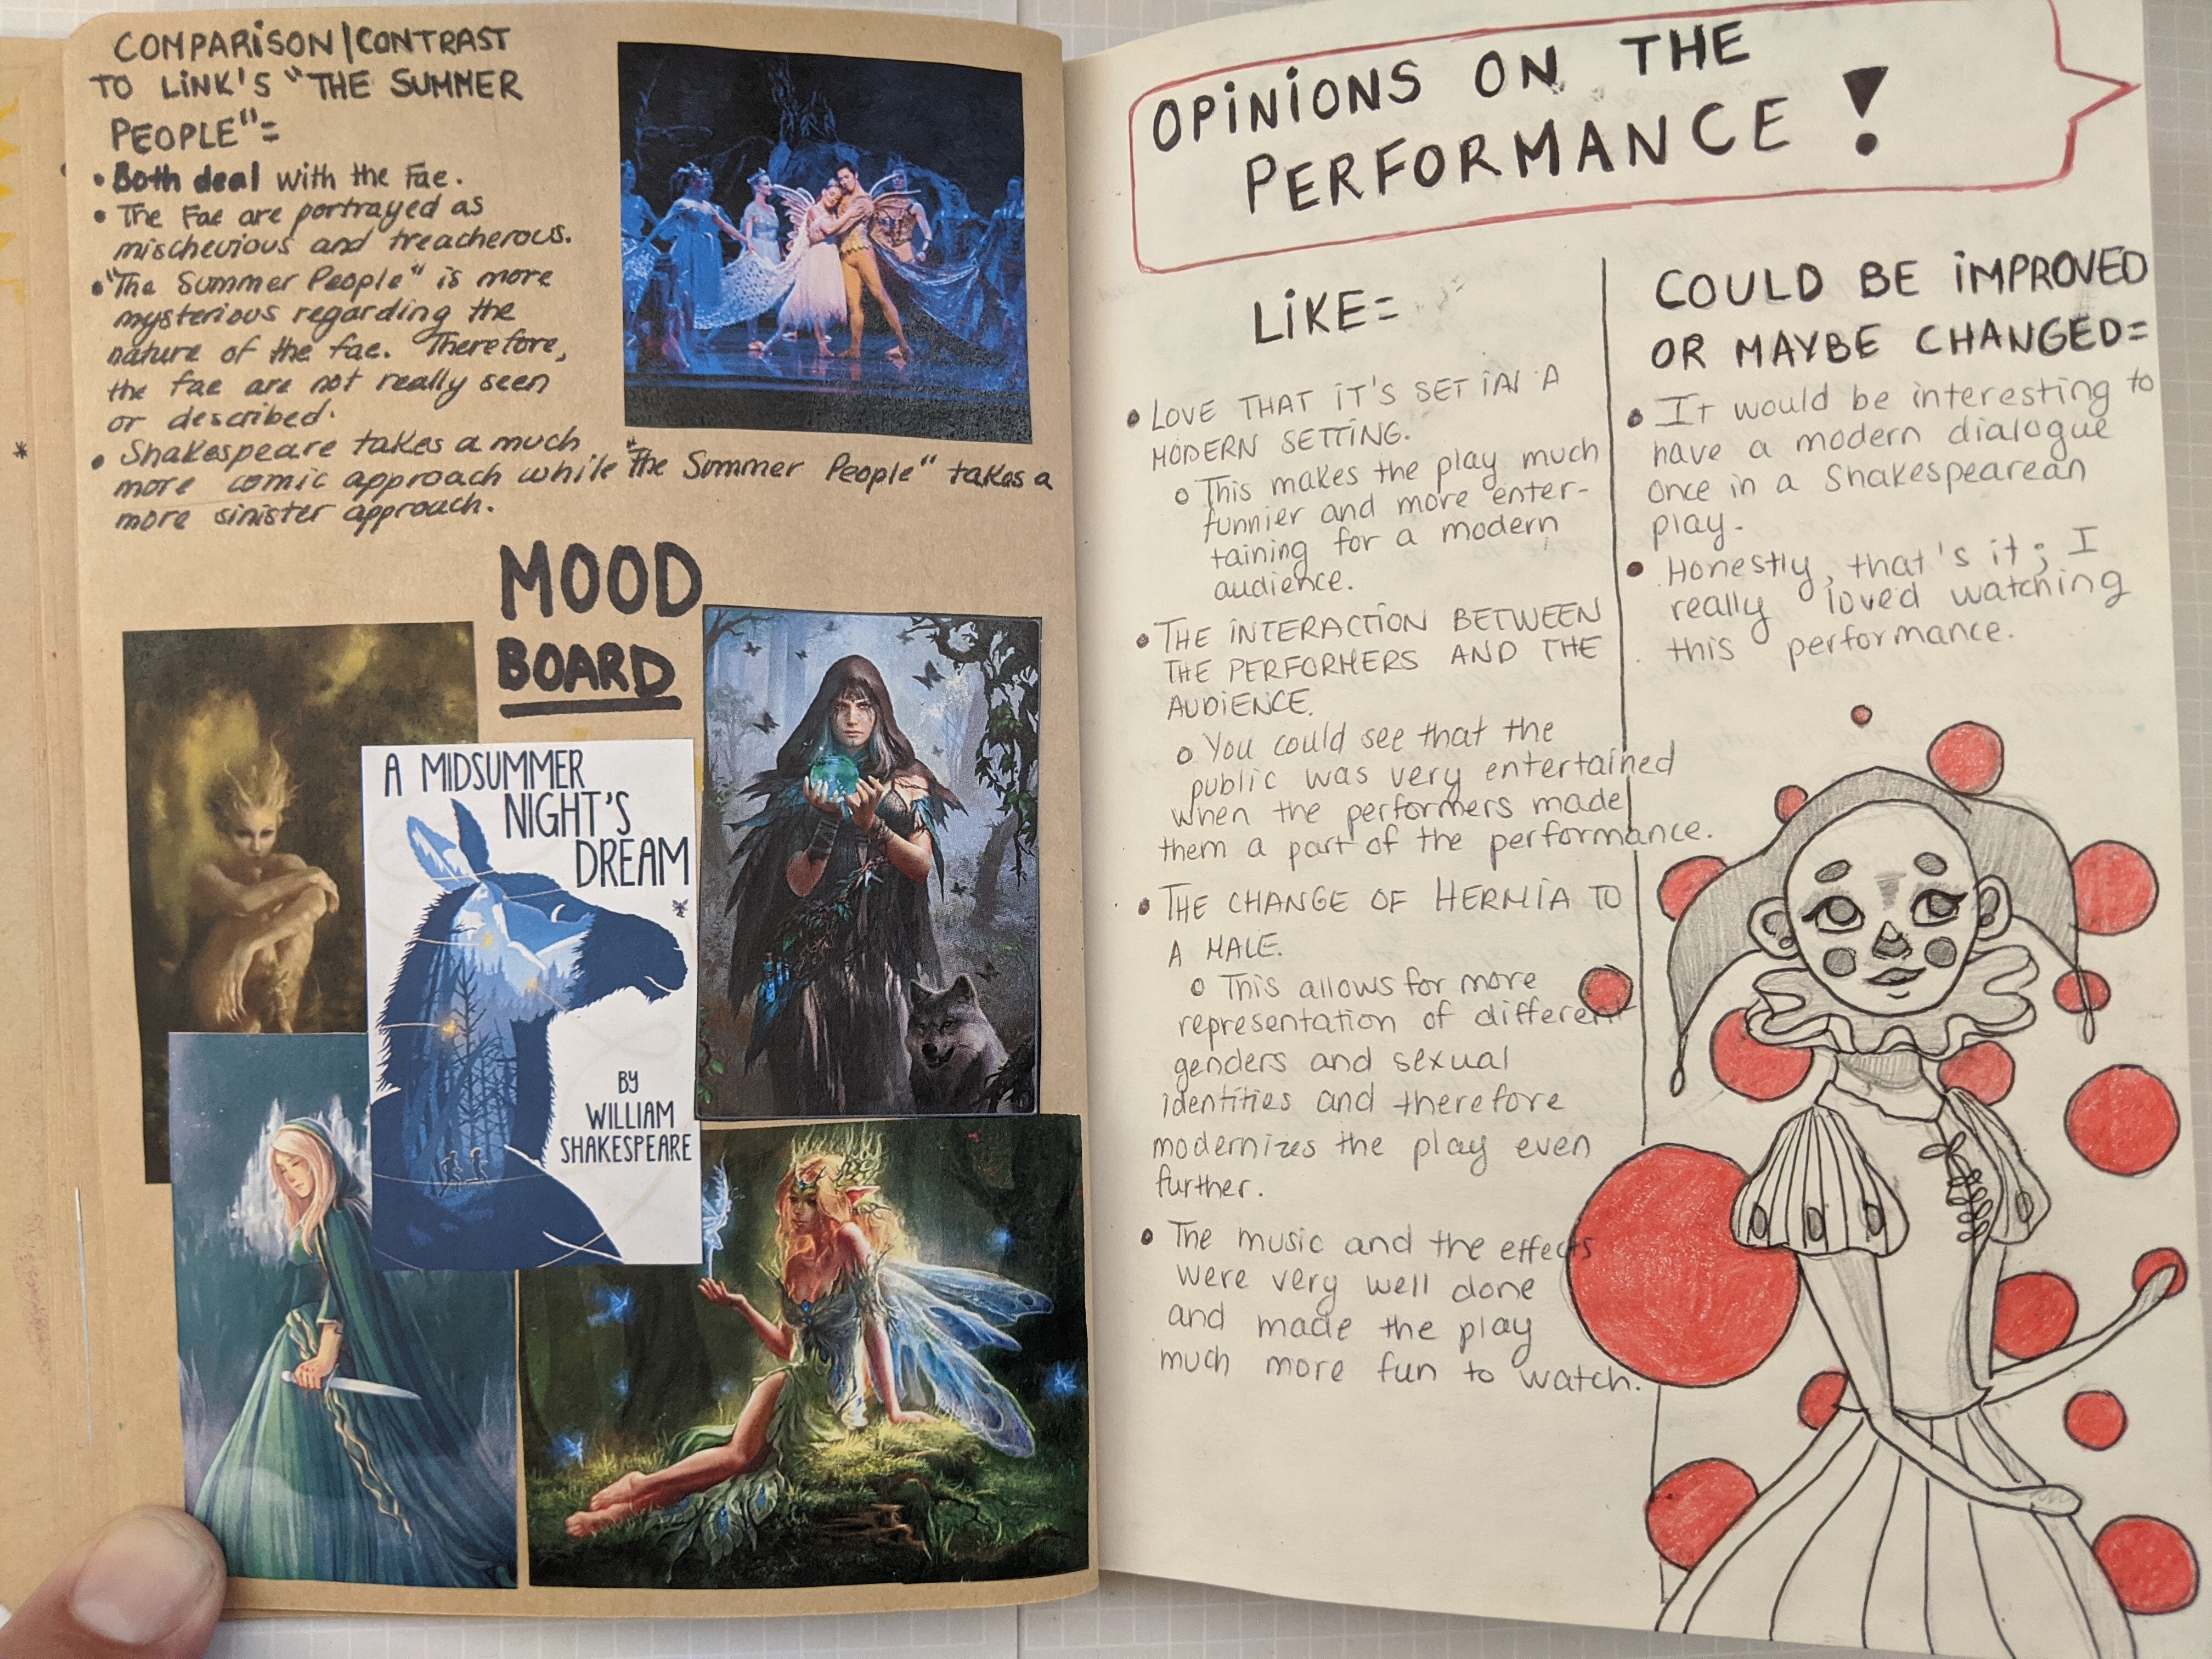 COMPARISON/CONTRAST
TO LINK'S "THE SUMMER
PEOPLE"=
• Both deal with the Fae.
• The Fae are portrayed as
mischevious and treacherous.
• "The Summer People" is more
mysterious regarding the
nature of the fae. Therefore,
the fae are not really seen
or described.
• Shakespeare takes a much
more comic approach while "The Summer People" takes a
more sinister approach.
MOOD
BOARD
A MIDSUMMER
NIGHT'S
DREAM
BY
WILLIAM
SHAKESPEARE
OPINIONS ON THE
PERFORMANCE!
LIKE=
• LOVE THAT IT'S SET IN A
MODERN SETTING.
o This makes the play much
funnier and more enter-
taining for a modern
audience.
• THE INTERACTION BETWEEN
THE PERFORMERS AND THE
AUDIENCE.
o You could see that the
public was very entertained
when the performers made
them a part of the performance.
• THE CHANGE OF HERMIA TO
A MALE.
o This allows for more
representation of different
genders and sexual
identities and therefore
modernizes the play even
further.
• The music and the effects
were very well done
and made the play
much more fun to watch.
COULD BE IMPROVED
OR MAYBE CHANGED=
• It would be interesting to
have a modern dialogue
once in a Shakespearean
play.
• Honestly, that's it; I
really loved watching
this performance.